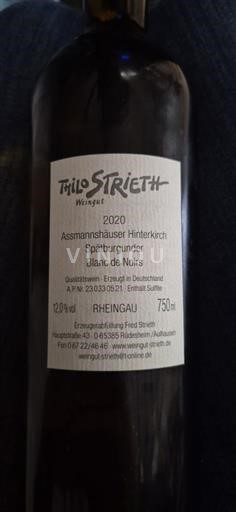 THILO STRIETH
Weingut
2020
Assmannshäuser Hinterkirch
Spätburgunder
Blanc de Noirs
VINVU
Qualitätswein · Erzeugt in Deutschland
A.P.Nr. 23 033 05 21 · Enthält Sulfite
12.0%vol RHEINGAU 750ml
Erzeugerabfüllung Fred Strieth
Hauptstraße 43 · D-65385 Rüdesheim/Aulhausen
Fon 0 67 22/46 46 · www.weingut-strieth.de
weingut-strieth@t-online.de